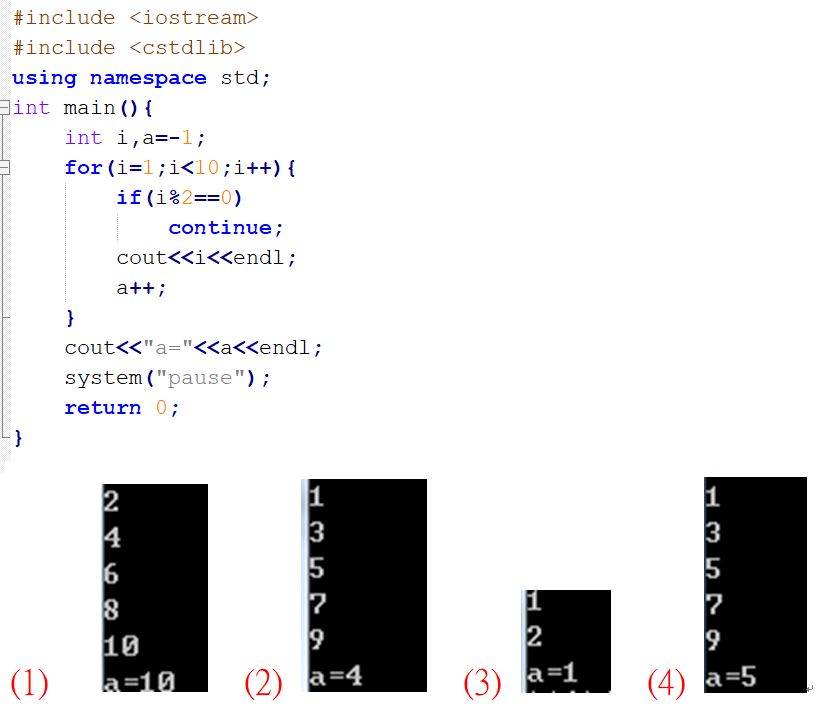 #include <iostream>
#include <cstdlib>
using namespace std;
int main(){
    int i,a=-1;
    for(i=1;i<10;i++){
        if(i%2==0)
            continue;
        cout<<i<<endl;
        a++;
    }
    cout<<"a="<<a<<endl;
    system("pause");
    return 0;
}
(1)
2
4
6
8
10
a=10
(2)
1
3
5
7
9
a=4
(3)
1
2
a=1
(4)
1
3
5
7
9
a=5